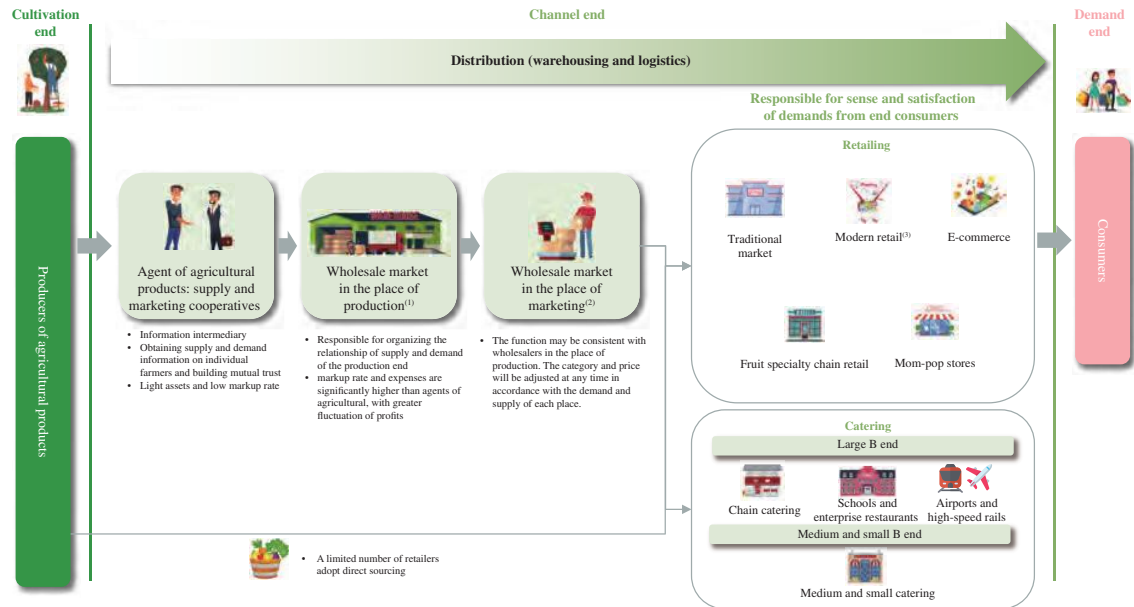 Cultivation
end
Channel end
Demand
end
Distribution (warehousing and logistics)
Responsible for sense and satisfaction
of demands from end consumers
Producers of agricultural products
Agent of agricultural
products: supply and
marketing cooperatives
• Information intermediary
• Obtaining supply and demand
information on individual
farmers and building mutual trust
• Light assets and low markup rate
Wholesale market
in the place of
production(1)
• Responsible for organizing the
relationship of supply and demand
of the production end
• markup rate and expenses are
significantly higher than agents of
agricultural, with greater
fluctuation of profits
Wholesale market
in the place of
marketing(2)
• The function may be consistent with
wholesalers in the place of
production. The category and price
will be adjusted at any time in
accordance with the demand and
supply of each place.
Retailing
Traditional
market
Modern retail(3)
E-commerce
Fruit specialty chain retail
Mom-pop stores
Catering
Large B end
Chain catering
Schools and
enterprise restaurants
Airports and
high-speed rails
Medium and small B end
Medium and small catering
• A limited number of retailers
adopt direct sourcing
Consumers